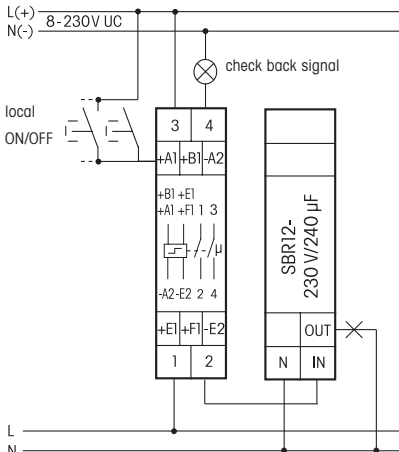 L(+)
8-230V UC
N(-)
check back signal
local
ON/OFF
3 4
+A1 +B1 -A2
+B1 +E1
+A1 +F1 1 3
µ
-A2 -E2 2 4
+E1 +F1 -E2
1 2
SBR12-
230 V/240 µF
OUT
N IN
L
N